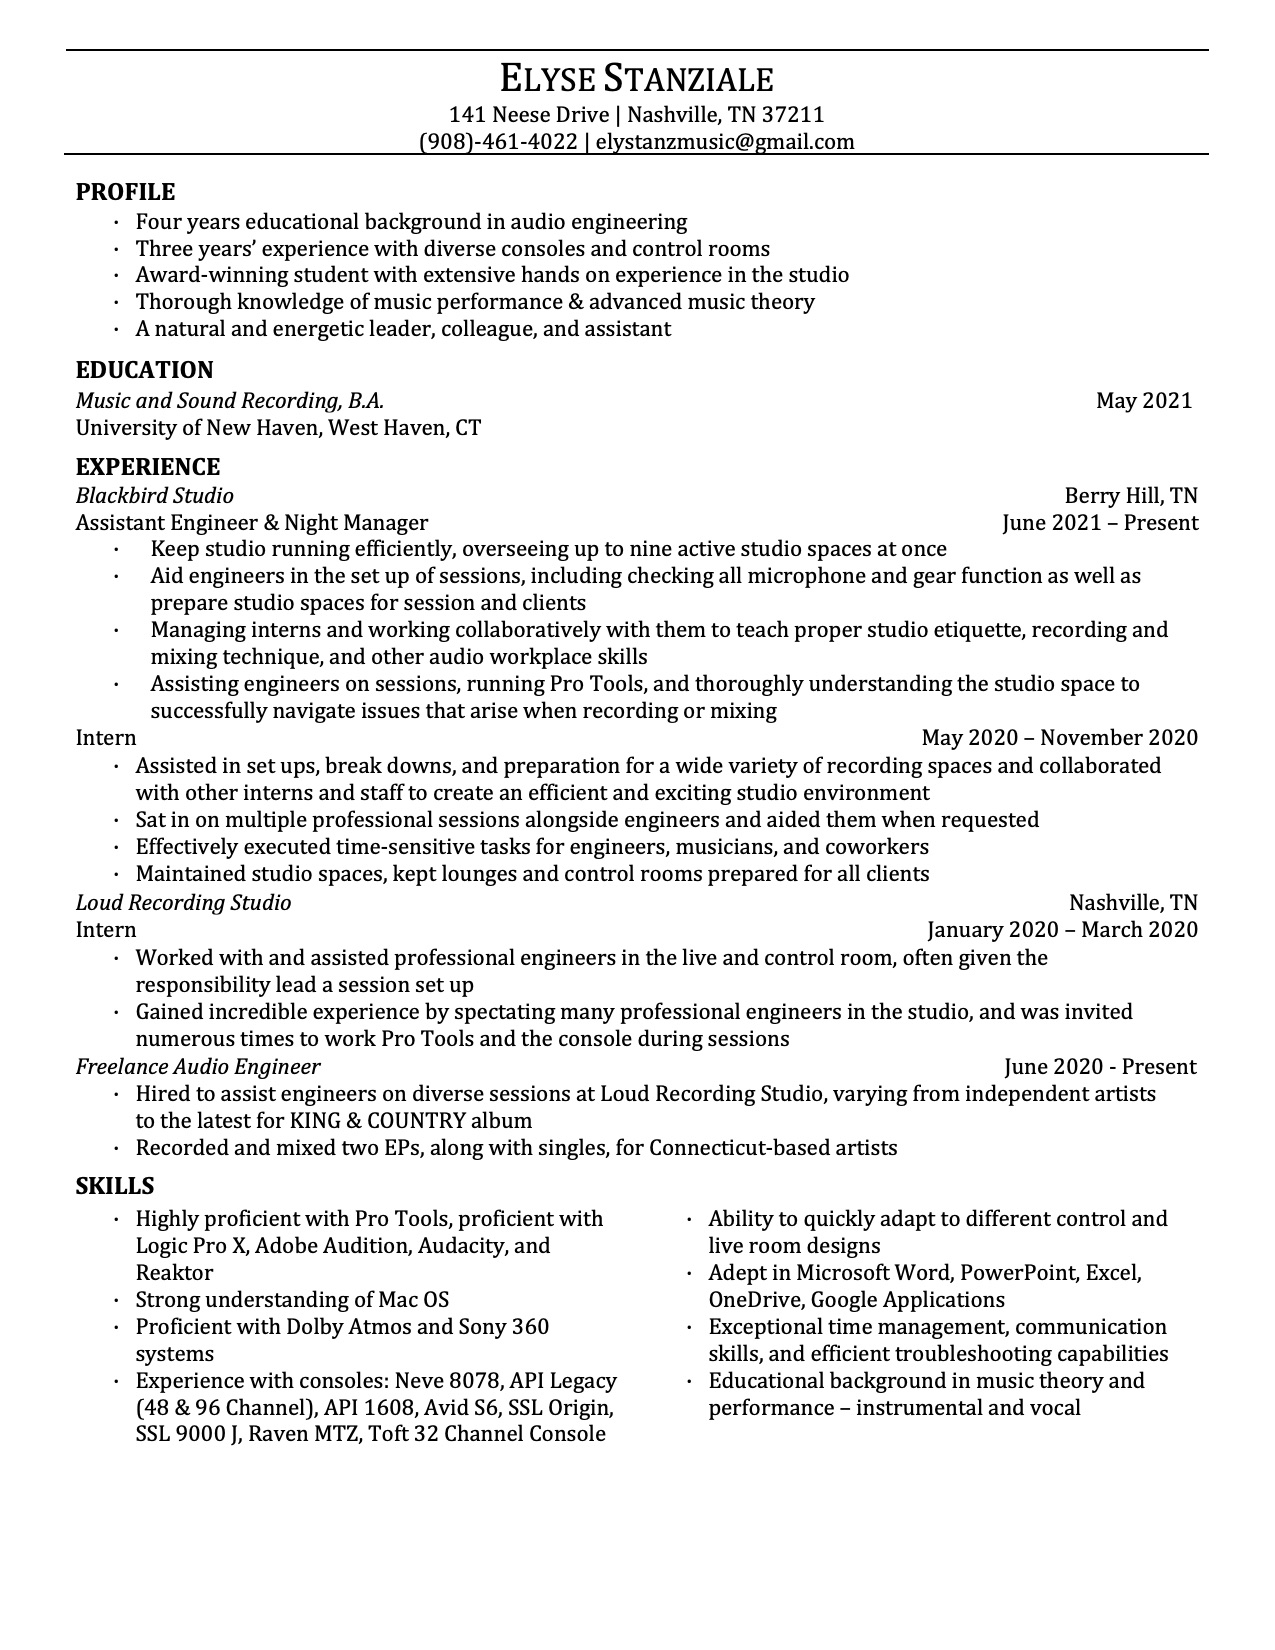 ELYSE STANZIALE
141 Neese Drive | Nashville, TN 37211
(908)-461-4022 | elystanzmusic@gmail.com
PROFILE
· Four years educational background in audio engineering
· Three years’ experience with diverse consoles and control rooms
· Award-winning student with extensive hands on experience in the studio
· Thorough knowledge of music performance & advanced music theory
· A natural and energetic leader, colleague, and assistant
EDUCATION
Music and Sound Recording, B.A. May 2021
University of New Haven, West Haven, CT
EXPERIENCE
Blackbird Studio Berry Hill, TN
Assistant Engineer & Night Manager June 2021 – Present
· Keep studio running efficiently, overseeing up to nine active studio spaces at once
· Aid engineers in the set up of sessions, including checking all microphone and gear function as well as
prepare studio spaces for session and clients
· Managing interns and working collaboratively with them to teach proper studio etiquette, recording and
mixing technique, and other audio workplace skills
· Assisting engineers on sessions, running Pro Tools, and thoroughly understanding the studio space to
successfully navigate issues that arise when recording or mixing
Intern May 2020 – November 2020
· Assisted in set ups, break downs, and preparation for a wide variety of recording spaces and collaborated
with other interns and staff to create an efficient and exciting studio environment
· Sat in on multiple professional sessions alongside engineers and aided them when requested
· Effectively executed time-sensitive tasks for engineers, musicians, and coworkers
· Maintained studio spaces, kept lounges and control rooms prepared for all clients
Loud Recording Studio Nashville, TN
Intern January 2020 – March 2020
· Worked with and assisted professional engineers in the live and control room, often given the
responsibility lead a session set up
· Gained incredible experience by spectating many professional engineers in the studio, and was invited
numerous times to work Pro Tools and the console during sessions
Freelance Audio Engineer June 2020 - Present
· Hired to assist engineers on diverse sessions at Loud Recording Studio, varying from independent artists
to the latest for KING & COUNTRY album
· Recorded and mixed two EPs, along with singles, for Connecticut-based artists
SKILLS
· Highly proficient with Pro Tools, proficient with
Logic Pro X, Adobe Audition, Audacity, and
Reaktor
· Strong understanding of Mac OS
· Proficient with Dolby Atmos and Sony 360
systems
· Experience with consoles: Neve 8078, API Legacy
(48 & 96 Channel), API 1608, Avid S6, SSL Origin,
SSL 9000 J, Raven MTZ, Toft 32 Channel Console
· Ability to quickly adapt to different control and
live room designs
· Adept in Microsoft Word, PowerPoint, Excel,
OneDrive, Google Applications
· Exceptional time management, communication
skills, and efficient troubleshooting capabilities
· Educational background in music theory and
performance – instrumental and vocal